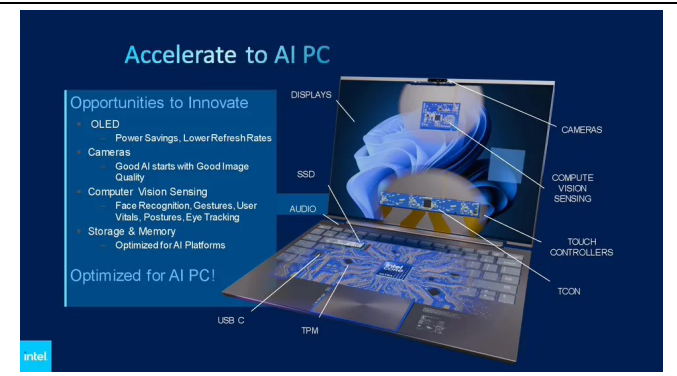 Accelerate to AI PC
Opportunities to Innovate
OLED
Power Savings, Lower Refresh Rates
Cameras
Good AI starts with Good Image
Quality
Computer Vision Sensing
Face Recognition, Gestures, User
Vitals, Postures, Eye Tracking
Storage & Memory
Optimized for AI Platforms
Optimized for AI PC!
DISPLAYS
SSD
AUDIO
USB C
TPM
CAMERAS
COMPUTE
VISION
SENSING
TOUCH
CONTROLLERS
TCON
intel
intel